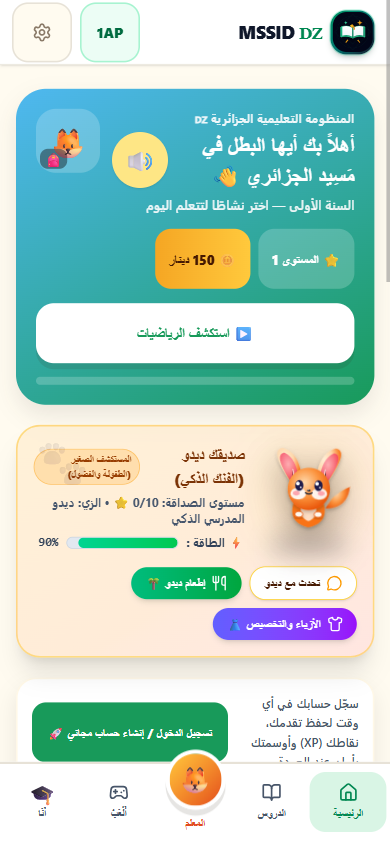 MSSID DZ
1AP
المنظومة التعليمية الجزائرية DZ
أهلاً بك أيها البطل في
مَسِيد الجزائري 👋
السنة الأولى — اختر نشاطًا لتتعلم اليوم
⭐ المستوى 1
150 دينار
▶️ استكشف الرياضيات
صديقك ديدو
(الفنك الذكي)
المستكشف الصغير
(الطفولة والفضول)
مستوى الصداقة: 0/10 ⭐ • الزي: ديدو
المدرسي الذكي
الطاقة :
90%
تحدث مع ديدو
إطعام ديدو
الأزياء والتخصيص
سجّل حسابك في أي
وقت لحفظ تقدمك،
نقاطك (XP) وأوسمتك
تسجيل الدخول / إنشاء حساب مجاني 🚀
الرئيسية
الدروس
المعلم
ألعبْ
أنا